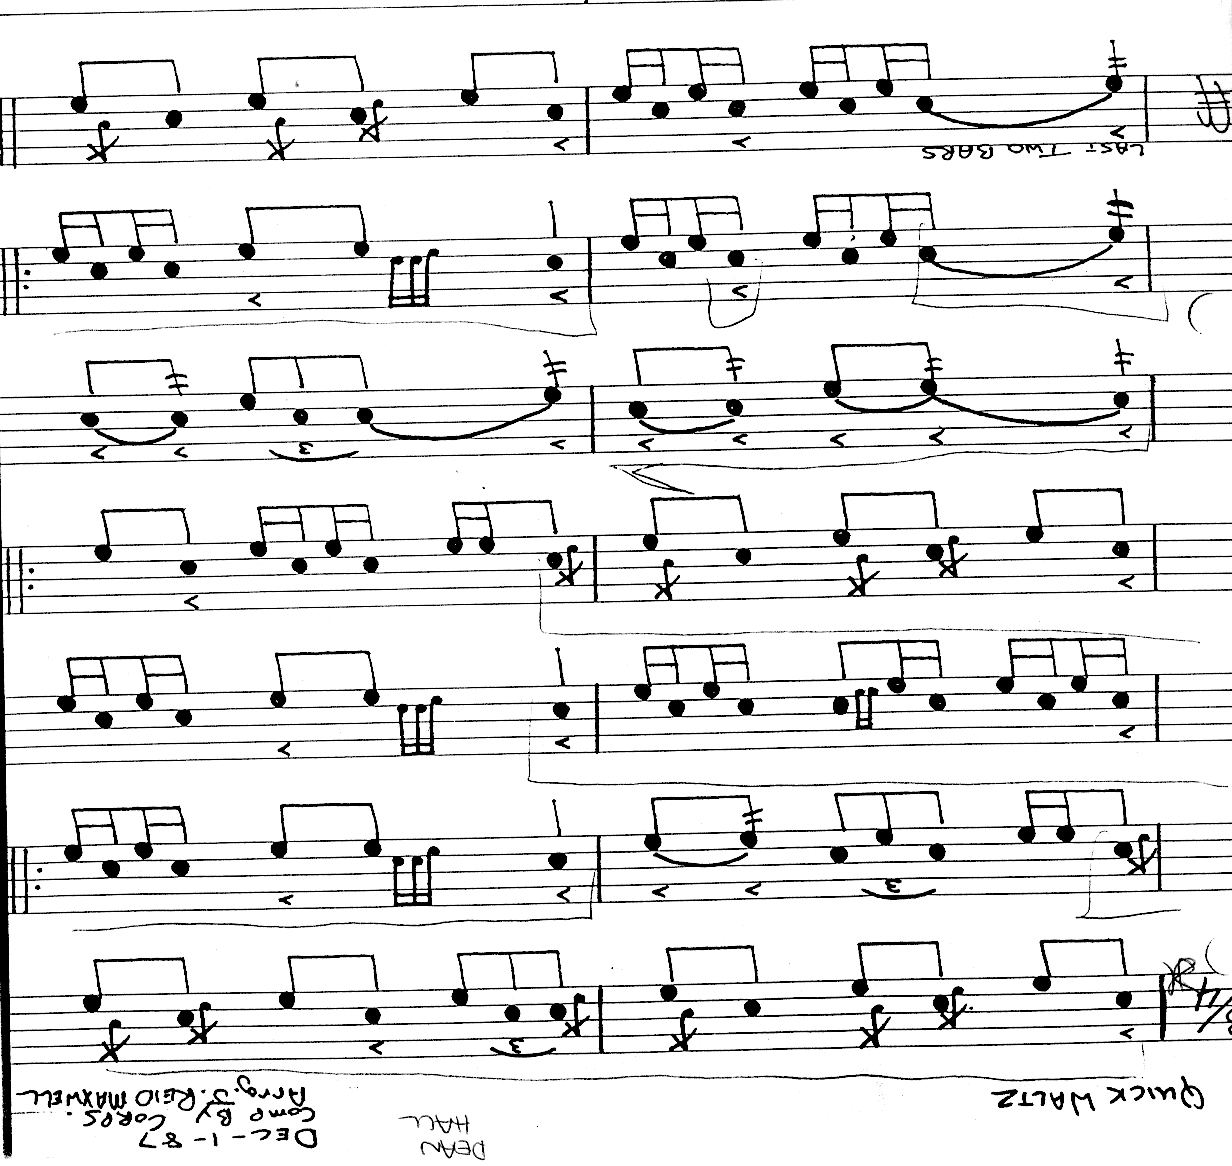 QUICK WALTZ
DEAN
HALL
DEC-1-87
COMP BY CORPS.
Arrg. J. REID MAXWELL
3/4
3
3
3
LAST TWO BARS